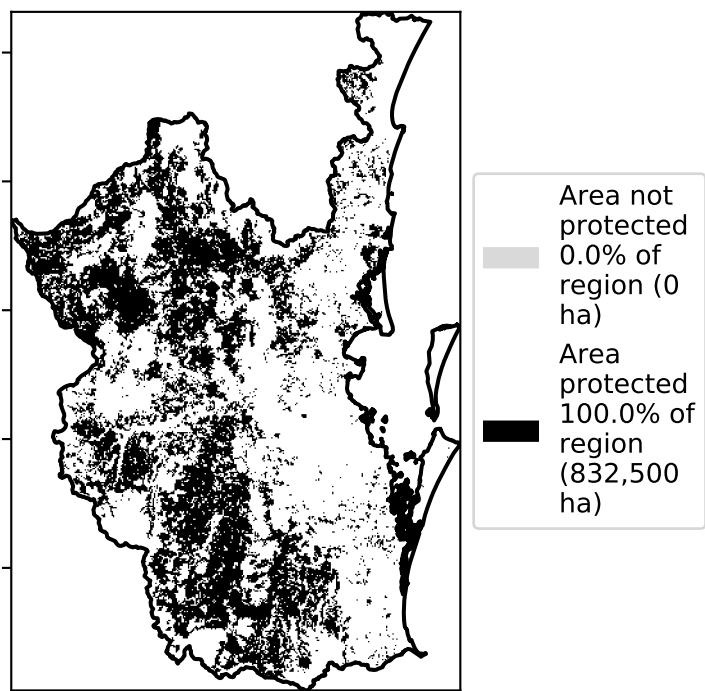 Area not
protected
0.0% of
region (0
ha)
Area
protected
100.0% of
region
(832,500
ha)